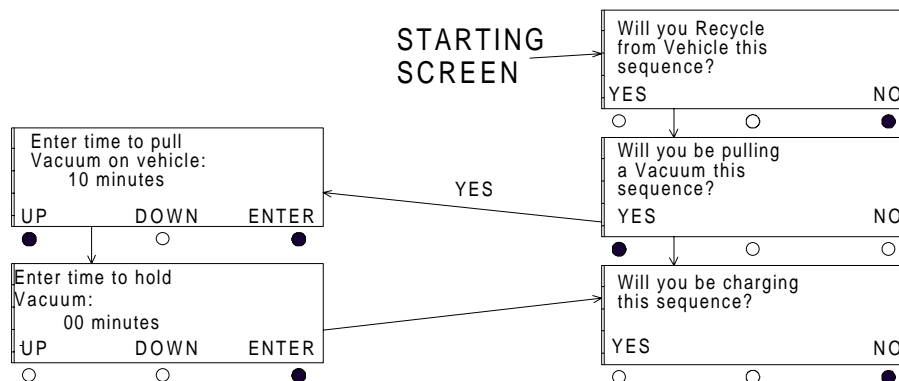 STARTING
SCREEN
Will you Recycle
from Vehicle this
sequence?
YES NO
Enter time to pull
Vacuum on vehicle:
10 minutes
UP DOWN ENTER
YES
Will you be pulling
a Vacuum this
sequence?
YES NO
Enter time to hold
Vacuum:
00 minutes
UP DOWN ENTER
Will you be charging
this sequence?
YES NO